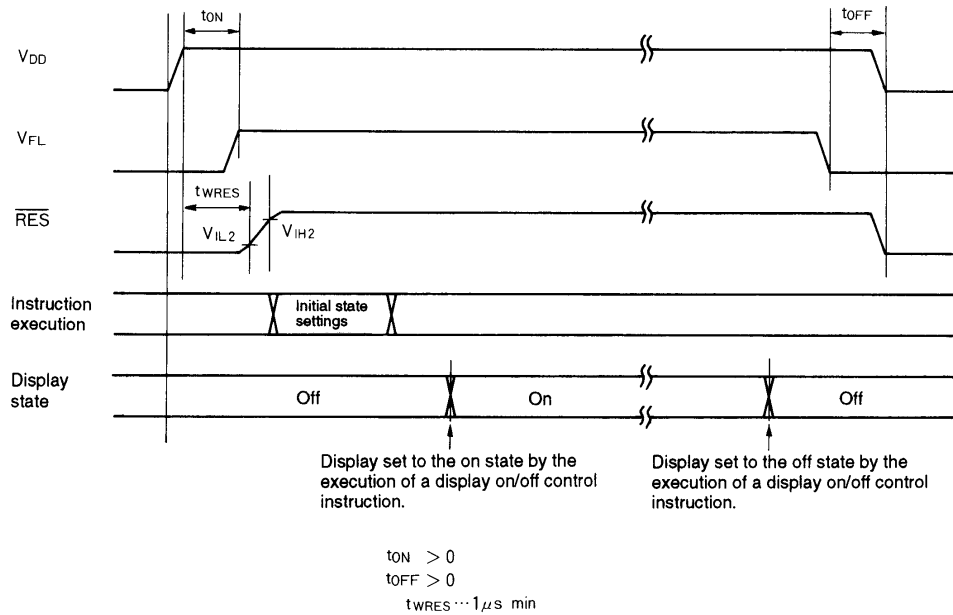 tON
tOFF
VDD
VFL
tWRES
RES
VIL2
VIH2
Instruction
execution
Initial state
settings
Display
state
Off
On
Off
Display set to the on state by the
execution of a display on/off control
instruction.
Display set to the off state by the
execution of a display on/off control
instruction.
tON > 0
tOFF > 0
tWRES ··· 1μs min